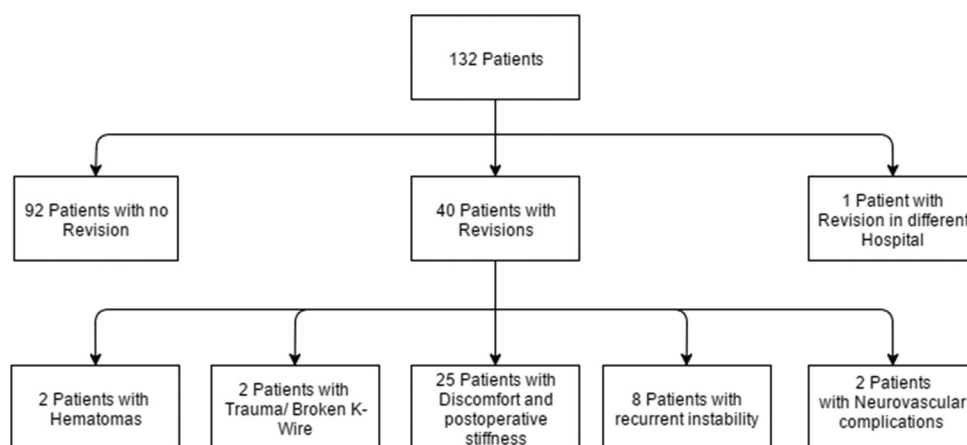 132 Patients
92 Patients with no
Revision
40 Patients with
Revisions
1 Patient with
Revision in different
Hospital
2 Patients with
Hematomas
2 Patients with
Trauma/ Broken K-
Wire
25 Patients with
Discomfort and
postoperative
stiffness
8 Patients with
recurrent instability
2 Patients
with Neurovascular
complications